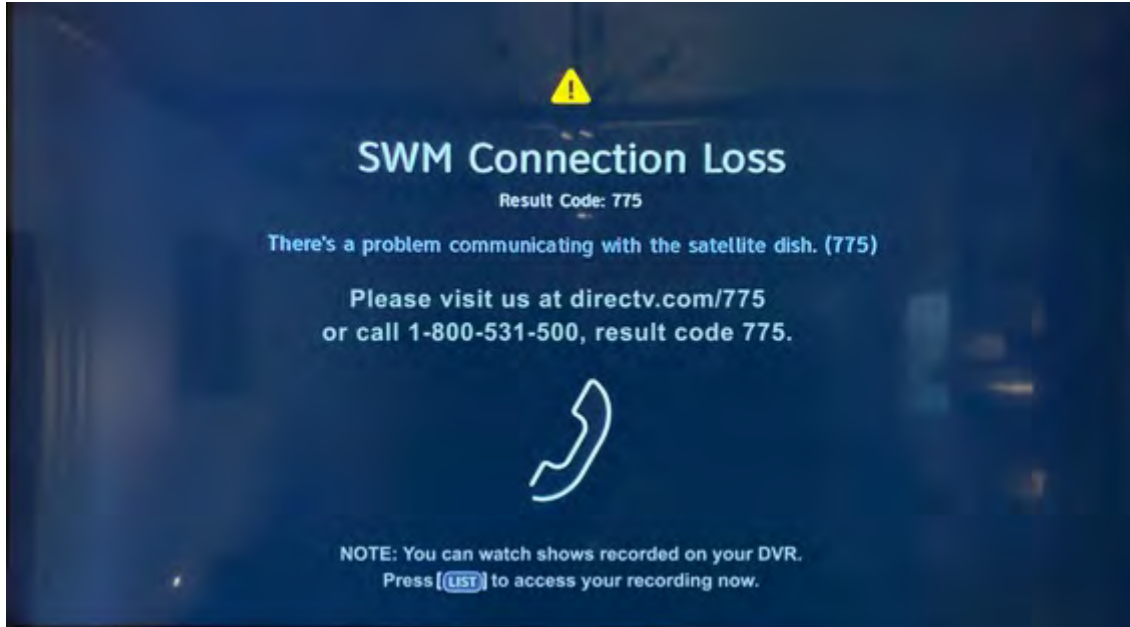 SWM Connection Loss
Result Code: 775
There's a problem communicating with the satellite dish. (775)
Please visit us at directv.com/775
or call 1-800-531-500, result code 775.
NOTE: You can watch shows recorded on your DVR.
Press [(LIST)] to access your recording now.